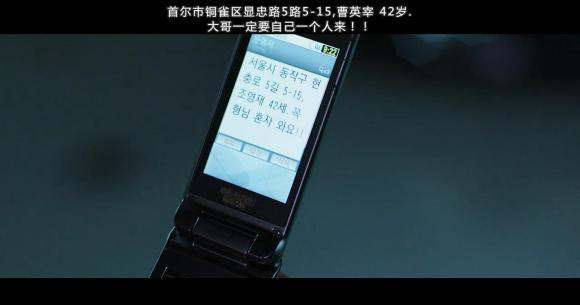 首尔市铜雀区显忠路5路5-15,曹英宰 42岁.
大哥一定要自己一个人来！！
9:22
서울시 동작구 현
충로 5길 5-15,
조영재 42세. 꼭
형님 혼자 와요!!